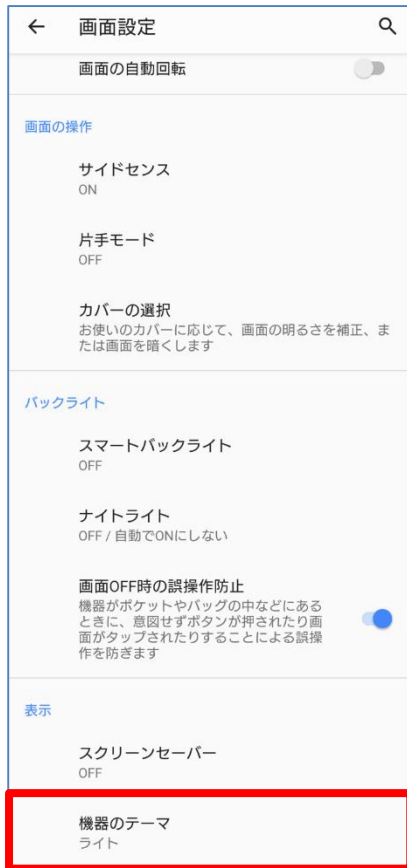 画面設定
画面の自動回転
画面の操作
サイドセンス
ON
片手モード
OFF
カバーの選択
お使いのカバーに応じて、画面の明るさを補正、ま
たは画面を暗くします
バックライト
スマートバックライト
OFF
ナイトライト
OFF / 自動でONにしない
画面OFF時の誤操作防止
機器がポケットやバッグの中などにある
ときに、意図せずボタンが押されたり画
面がタップされたりすることによる誤操
作を防ぎます
表示
スクリーンセーバー
OFF
機器のテーマ
ライト